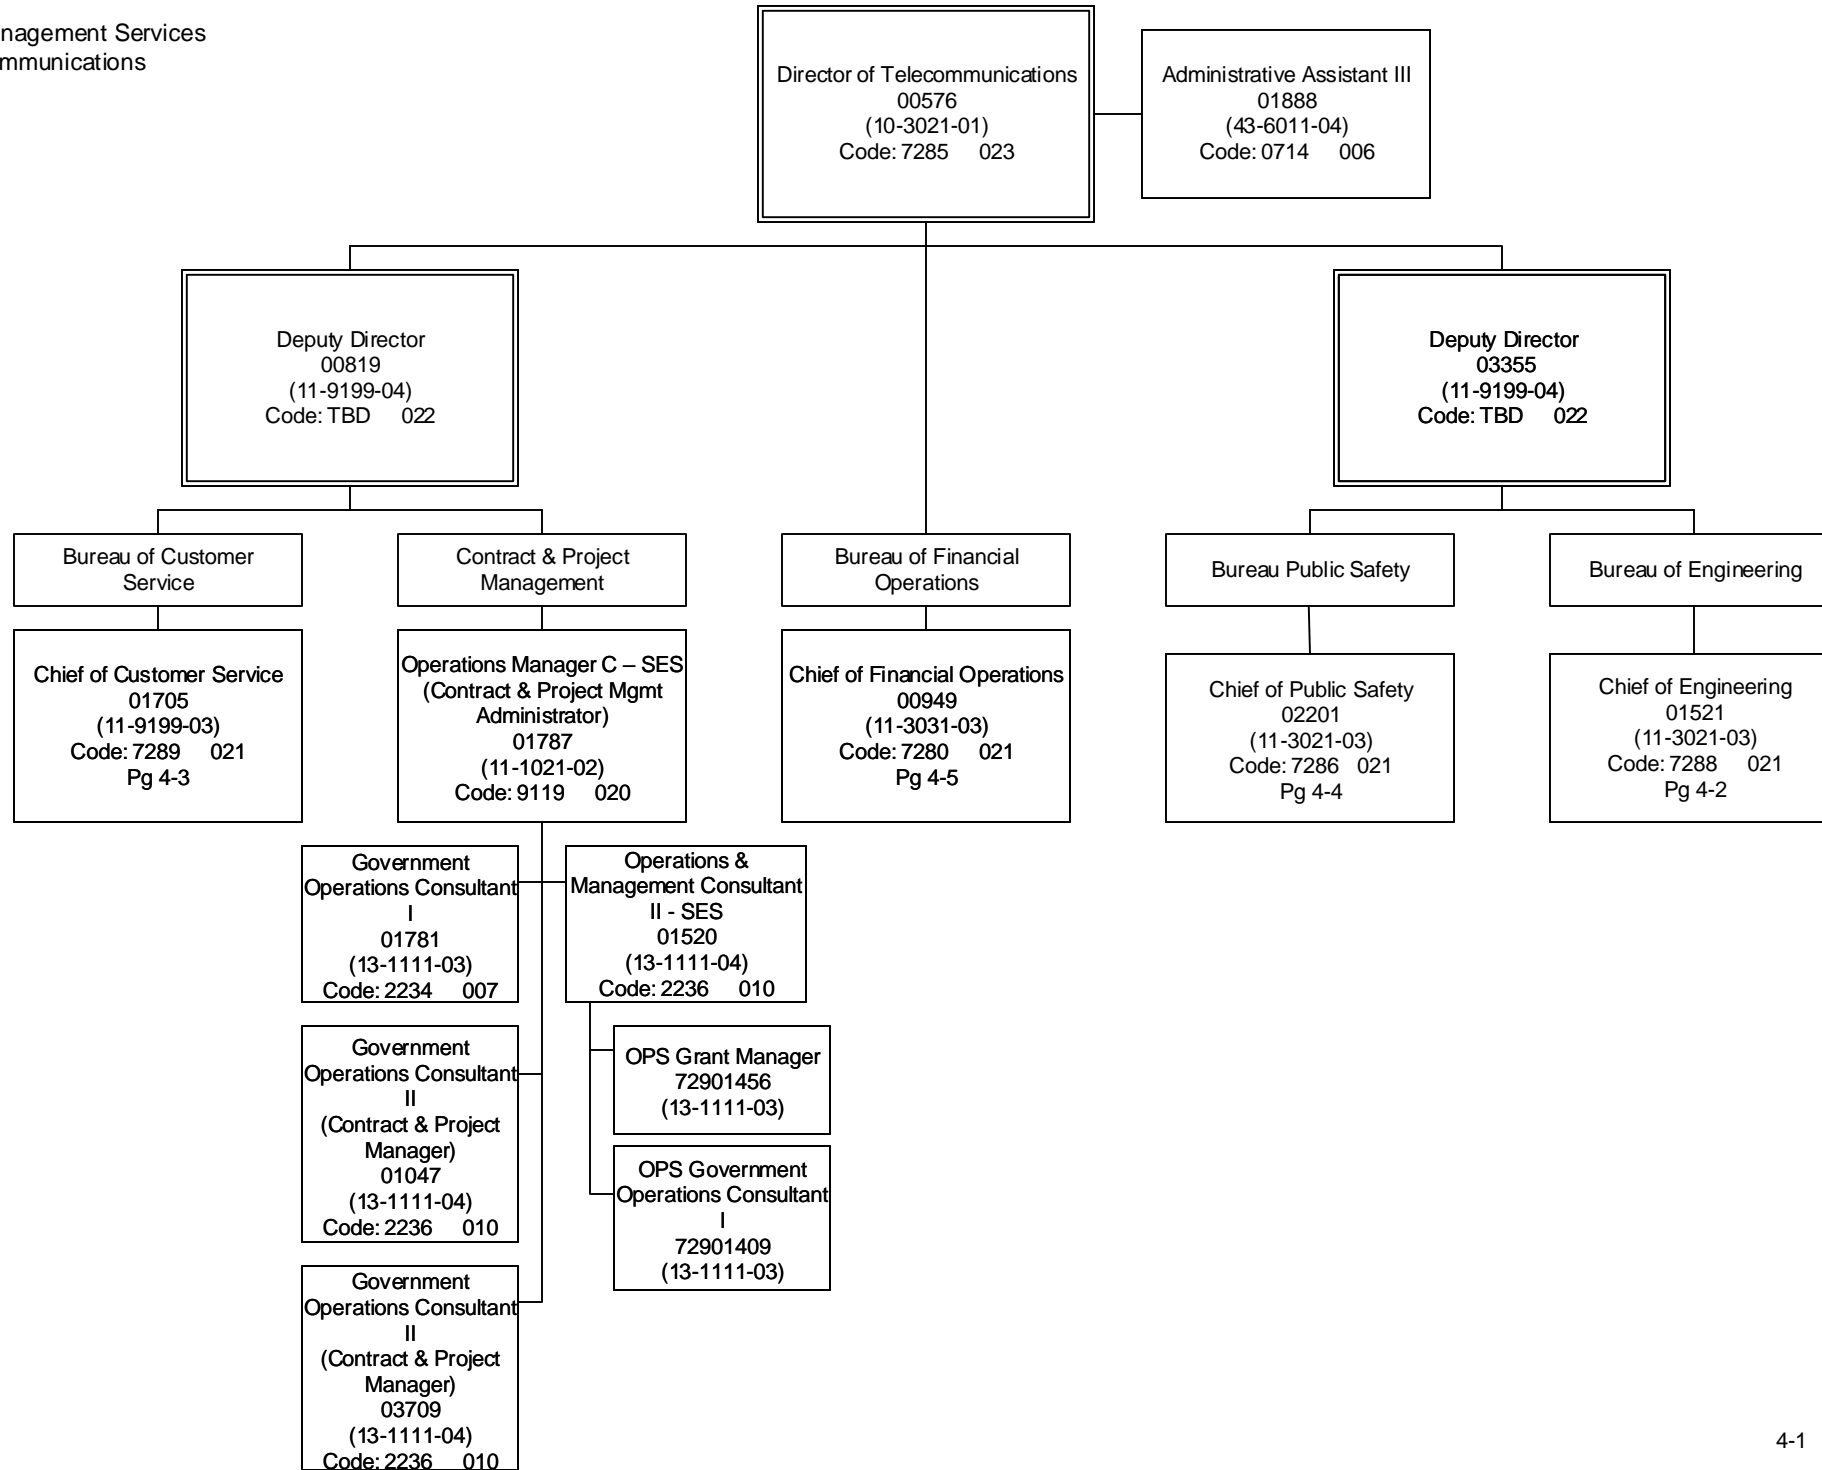 nagement Services
mmunications
Director of Telecommunications
00576
(10-3021-01)
Code: 7285 023
Administrative Assistant III
01888
(43-6011-04)
Code: 0714 006
Deputy Director
00819
(11-9199-04)
Code: TBD 022
Deputy Director
03355
(11-9199-04)
Code: TBD 022
Bureau of Customer
Service
Contract & Project
Management
Bureau of Financial
Operations
Bureau Public Safety
Bureau of Engineering
Chief of Customer Service
01705
(11-9199-03)
Code: 7289 021
Pg 4-3
Operations Manager C – SES
(Contract & Project Mgmt
Administrator)
01787
(11-1021-02)
Code: 9119 020
Chief of Financial Operations
00949
(11-3031-03)
Code: 7280 021
Pg 4-5
Chief of Public Safety
02201
(11-3021-03)
Code: 7286 021
Pg 4-4
Chief of Engineering
01521
(11-3021-03)
Code: 7288 021
Pg 4-2
Government
Operations Consultant
I
01781
(13-1111-03)
Code: 2234 007
Operations &
Management Consultant
II - SES
01520
(13-1111-04)
Code: 2236 010
Government
Operations Consultant
II
(Contract & Project
Manager)
01047
(13-1111-04)
Code: 2236 010
OPS Grant Manager
72901456
(13-1111-03)
OPS Government
Operations Consultant
I
72901409
(13-1111-03)
Government
Operations Consultant
II
(Contract & Project
Manager)
03709
(13-1111-04)
Code: 2236 010
4-1